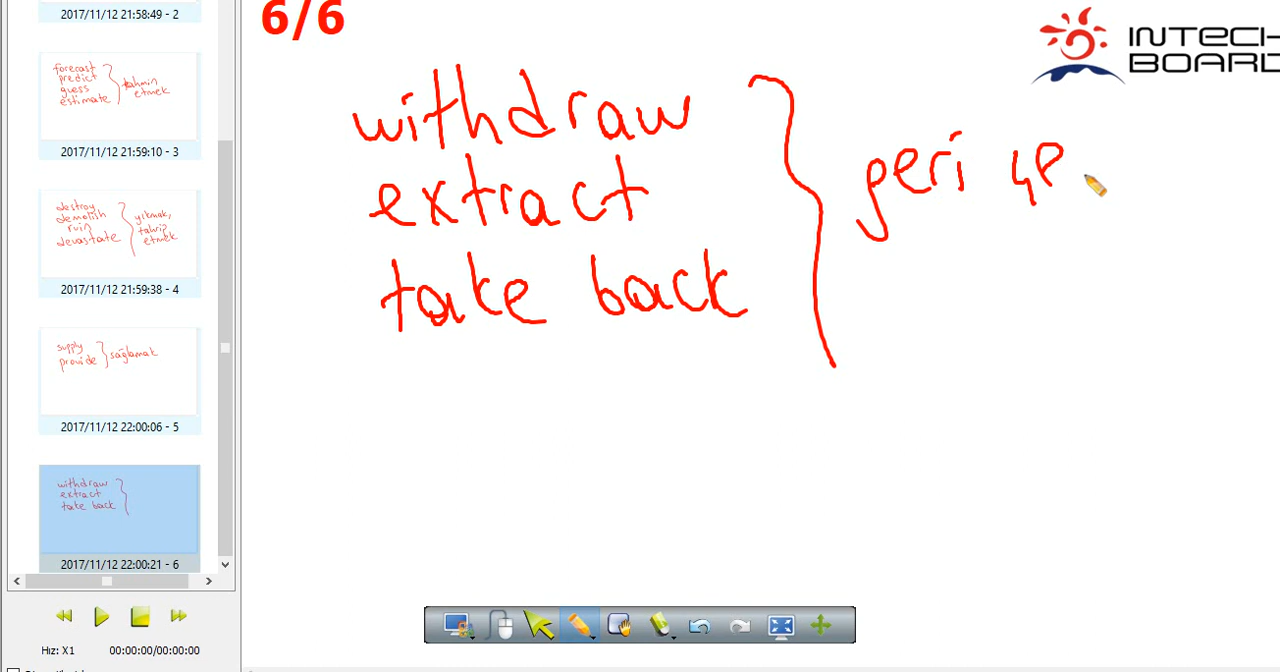 2017/11/12 21:58:49 - 2
forecast
predict
guess
estimate
tahmin
etmek
2017/11/12 21:59:10 - 3
destroy
demolish
ruin
devastate
yıkmak,
tahrip
etmek
2017/11/12 21:59:38 - 4
supply
provide
sağlamak
2017/11/12 22:00:06 - 5
withdraw
extract
take back
2017/11/12 22:00:21 - 6
Hız: X1
00:00:00/00:00:00
6/6
INTECH
BOARD
withdraw
extract
take back
geri çe